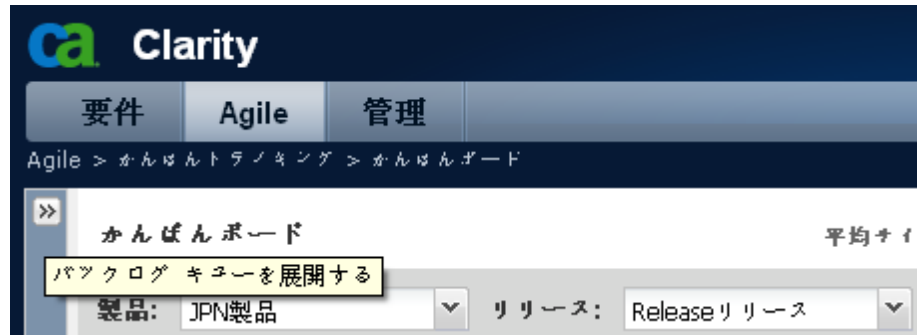 ca Clarity
要件 Agile 管理
Agile > かんばんトラッキング > かんばんボード
かんばんボード 平均サイ
バックログ キューを展開する
製品: JPN製品 リリース: Releaseリリース